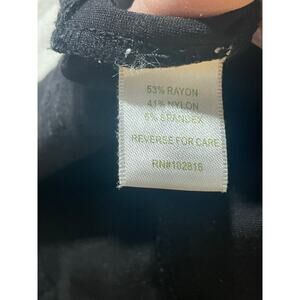 53% RAYON
41% NYLON
6% SPANDEX
REVERSE FOR CARE
RN#102816